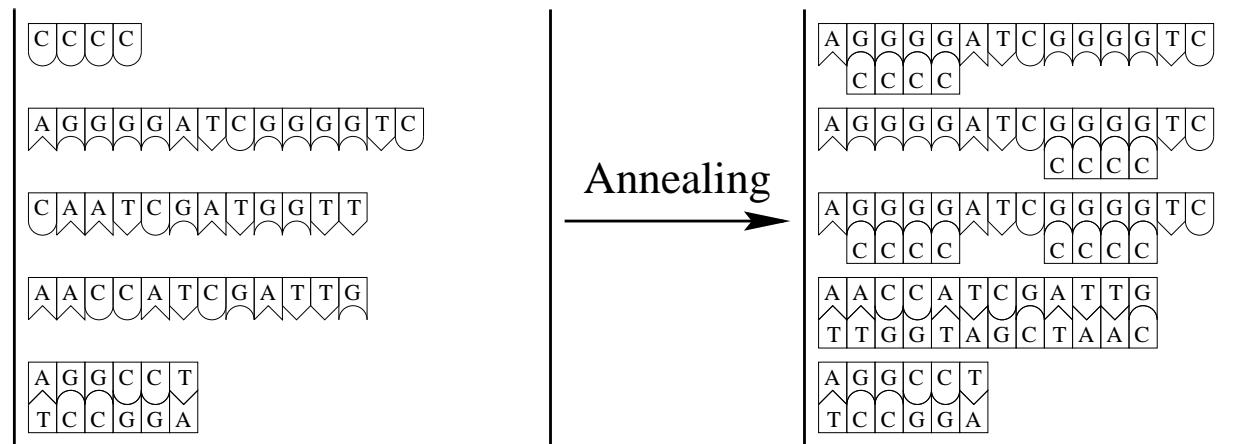 CCCC
AGGGGATCGGGGTC
CAATCGATGGTT
AACCATCGATTG
AGGCCT
TCCGGA
Annealing
AGGGGATCGGGGTC
CCCC
AGGGGATCGGGGTC
CCCC
AGGGGATCGGGGTC
CCCC CCCC
AACCATCGATTG
TTGGTAGCTAAC
AGGCCT
TCCGGA